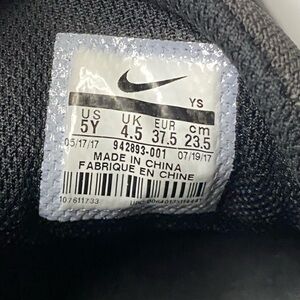 YS
US UK EUR cm
5Y 4.5 37.5 23.5
05/17/17 942893-001 07/19/17
MADE IN CHINA
FABRIQUE EN CHINE
107611733